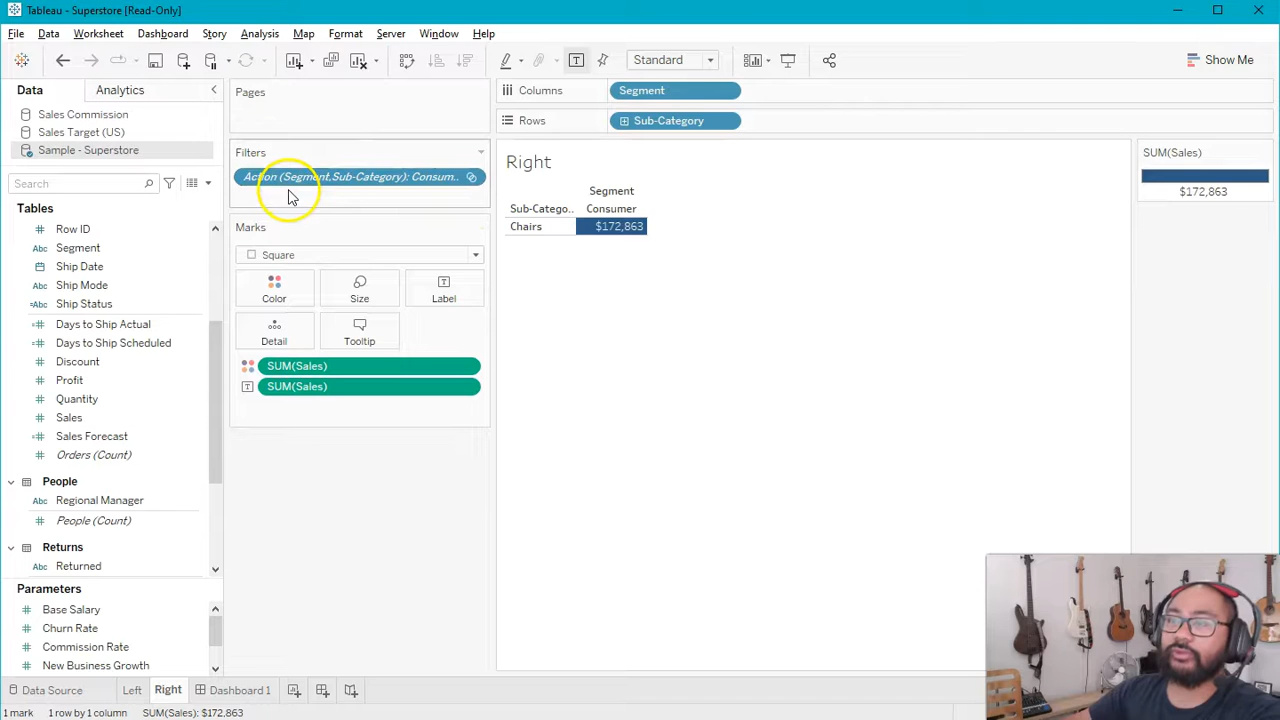 Tableau - Superstore [Read-Only]
File Data Worksheet Dashboard Story Analysis Map Format Server Window Help
Standard
Show Me
Data Analytics
Sales Commission
Sales Target (US)
Sample - Superstore
Search
Tables
Row ID
Abc Segment
Ship Date
Abc Ship Mode
=Abc Ship Status
Days to Ship Actual
Days to Ship Scheduled
Discount
Profit
Quantity
Sales
Sales Forecast
Orders (Count)
People
Abc Regional Manager
People (Count)
Returns
Abc Returned
Parameters
Base Salary
Churn Rate
Commission Rate
New Business Growth
Pages
Filters
Action (Segment,Sub-Category): Consum..
Marks
Square
Color Size Label
Detail Tooltip
SUM(Sales)
SUM(Sales)
Columns Segment
Rows Sub-Category
Right
Segment
Sub-Catego.. Consumer
Chairs $172,863
SUM(Sales)
$172,863
Data Source Left Right Dashboard 1
1 mark 1 row by 1 column SUM(Sales): $172,863